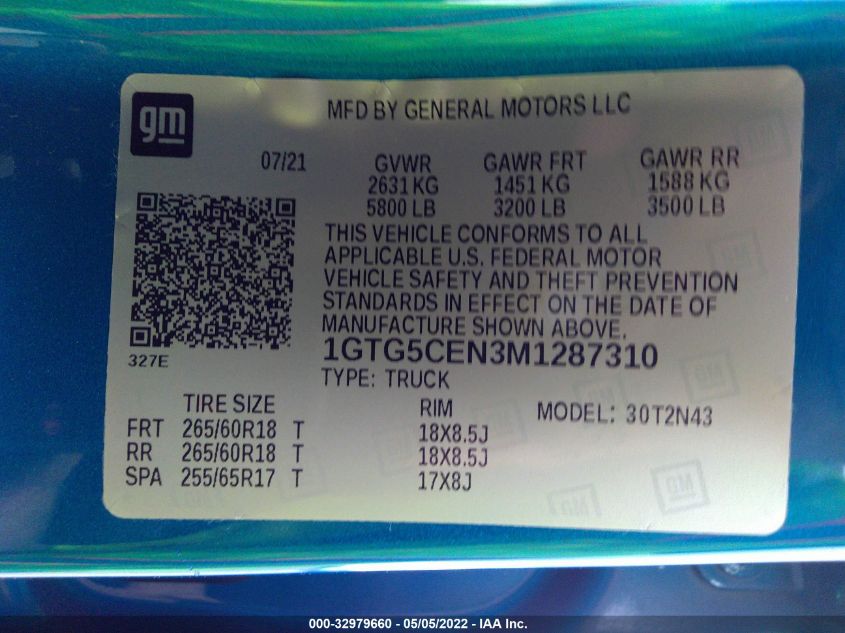 gm
MFD BY GENERAL MOTORS LLC
07/21 GVWR GAWR FRT GAWR RR
2631 KG 1451 KG 1588 KG
5800 LB 3200 LB 3500 LB
THIS VEHICLE CONFORMS TO ALL
APPLICABLE U.S. FEDERAL MOTOR
VEHICLE SAFETY AND THEFT PREVENTION
STANDARDS IN EFFECT ON THE DATE OF
MANUFACTURE SHOWN ABOVE.
327E
1GTG5CEN3M1287310
TYPE: TRUCK
TIRE SIZE RIM MODEL: 30T2N43
FRT 265/60R18 T 18X8.5J
RR 265/60R18 T 18X8.5J
SPA 255/65R17 T 17X8J
000-32979660 - 05/05/2022 - IAA Inc.